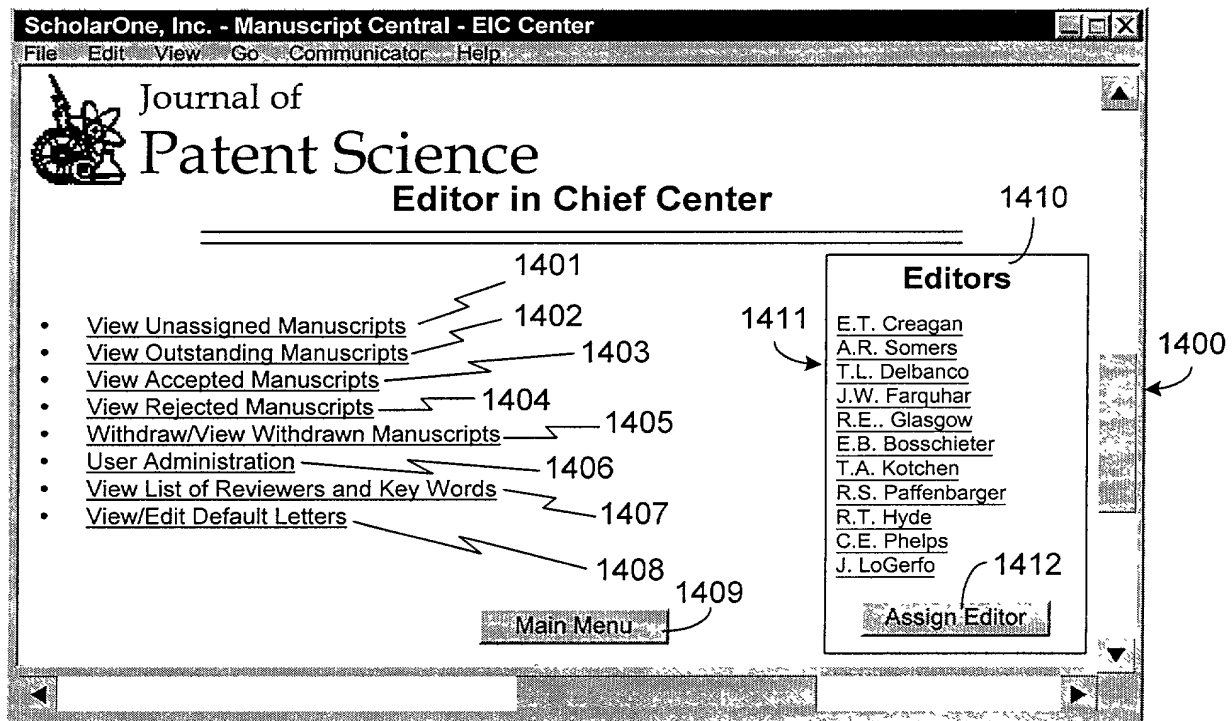 ScholarOne, Inc. - Manuscript Central - EIC Center
File Edit View Go Communicator Help
Journal of
Patent Science
Editor in Chief Center
1410
1401
1402
1403
1404
1405
1406
1407
1408
1409
1411
1400
1412
• View Unassigned Manuscripts
• View Outstanding Manuscripts
• View Accepted Manuscripts
• View Rejected Manuscripts
• Withdraw/View Withdrawn Manuscripts
• User Administration
• View List of Reviewers and Key Words
• View/Edit Default Letters
Main Menu
Editors
E.T. Creagan
A.R. Somers
T.L. Delbanco
J.W. Farquhar
R.E.. Glasgow
E.B. Bosschieter
T.A. Kotchen
R.S. Paffenbarger
R.T. Hyde
C.E. Phelps
J. LoGerfo
Assign Editor